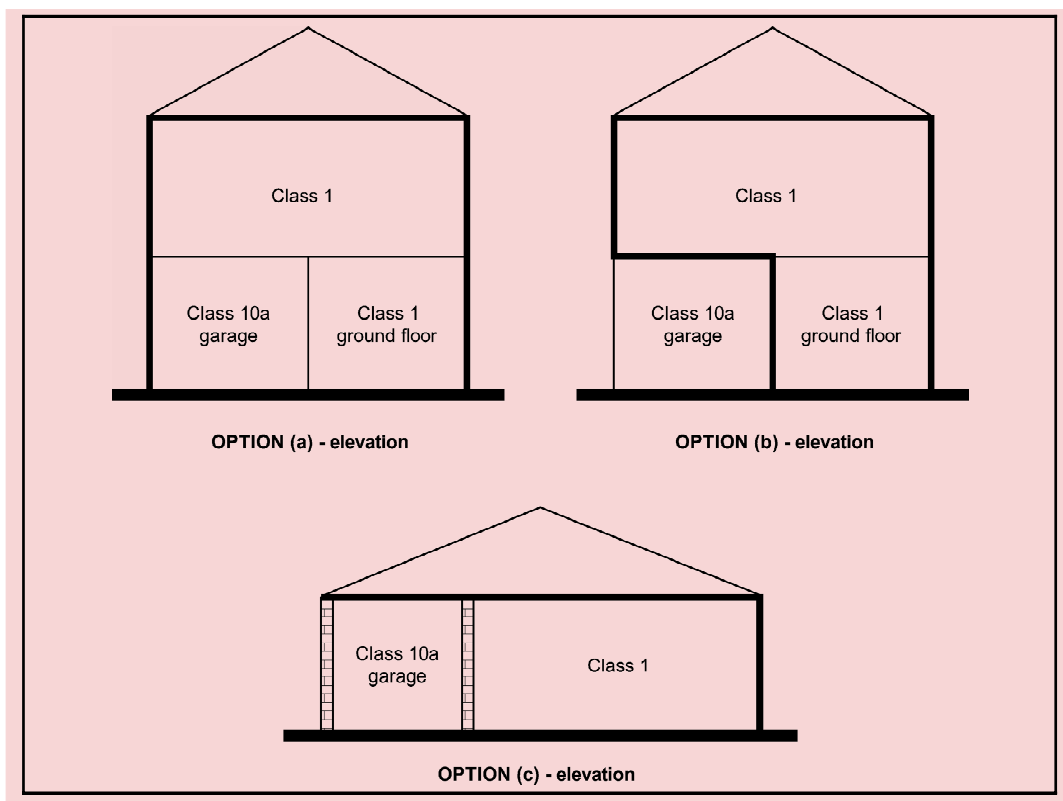 Class 1
Class 10a
garage
Class 1
ground floor
OPTION (a) - elevation
Class 1
Class 10a
garage
Class 1
ground floor
OPTION (b) - elevation
Class 10a
garage
Class 1
OPTION (c) - elevation